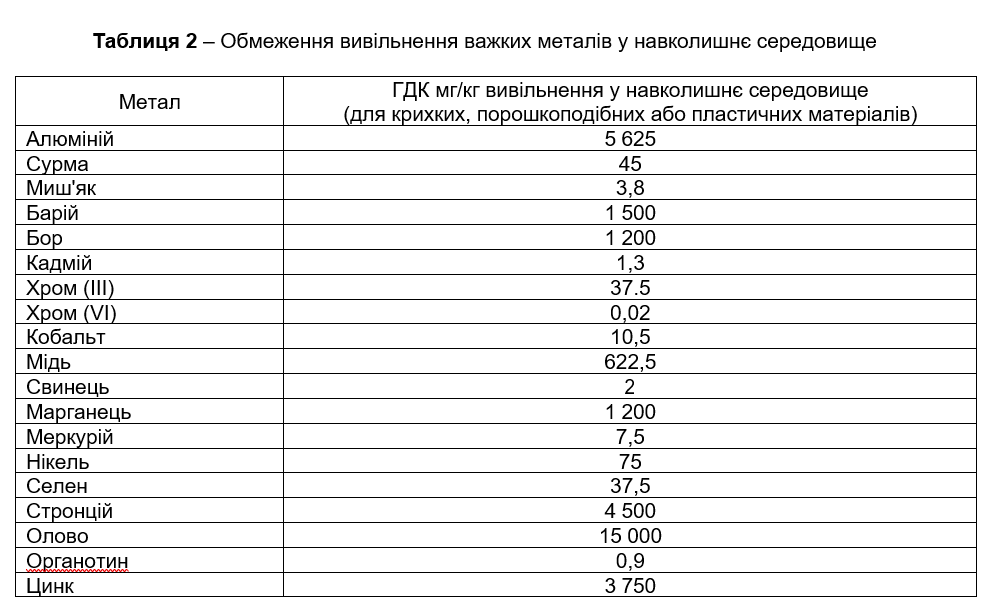 Таблиця 2 – Обмеження вивільнення важких металів у навколишнє середовище
Метал
ГДК мг/кг вивільнення у навколишнє середовище
(для крихких, порошкоподібних або пластичних матеріалів)
Алюміній 5 625
Сурма 45
Миш'як 3,8
Барій 1 500
Бор 1 200
Кадмій 1,3
Хром (III) 37.5
Хром (VI) 0,02
Кобальт 10,5
Мідь 622,5
Свинець 2
Марганець 1 200
Меркурій 7,5
Нікель 75
Селен 37,5
Стронцій 4 500
Олово 15 000
Органотин 0,9
Цинк 3 750